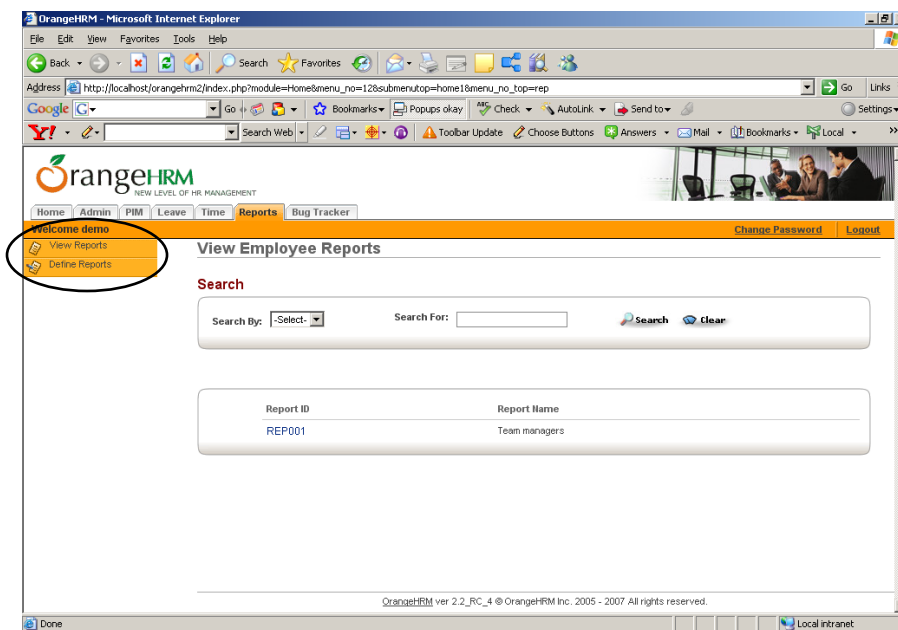 OrangeHRM - Microsoft Internet Explorer
File Edit View Favorites Tools Help
Back Search Favorites
Address http://localhost/orangehrm2/index.php?module=Home&menu_no=12&submenutop=home1&menu_no_top=rep Go Links
Google G Go Bookmarks Popups okay ABC Check AutoLink Send to Settings
Y! Search Web Toolbar Update Choose Buttons Answers Mail Bookmarks Local »
OrangeHRM
NEW LEVEL OF HR MANAGEMENT
Home Admin PIM Leave Time Reports Bug Tracker
Welcome demo Change Password Logout
View Reports
Define Reports
View Employee Reports
Search
Search By: -Select- Search For: Search Clear
Report ID Report Name
REP001 Team managers
OrangeHRM ver 2.2_RC_4 © OrangeHRM Inc. 2005 - 2007 All rights reserved.
Done Local intranet